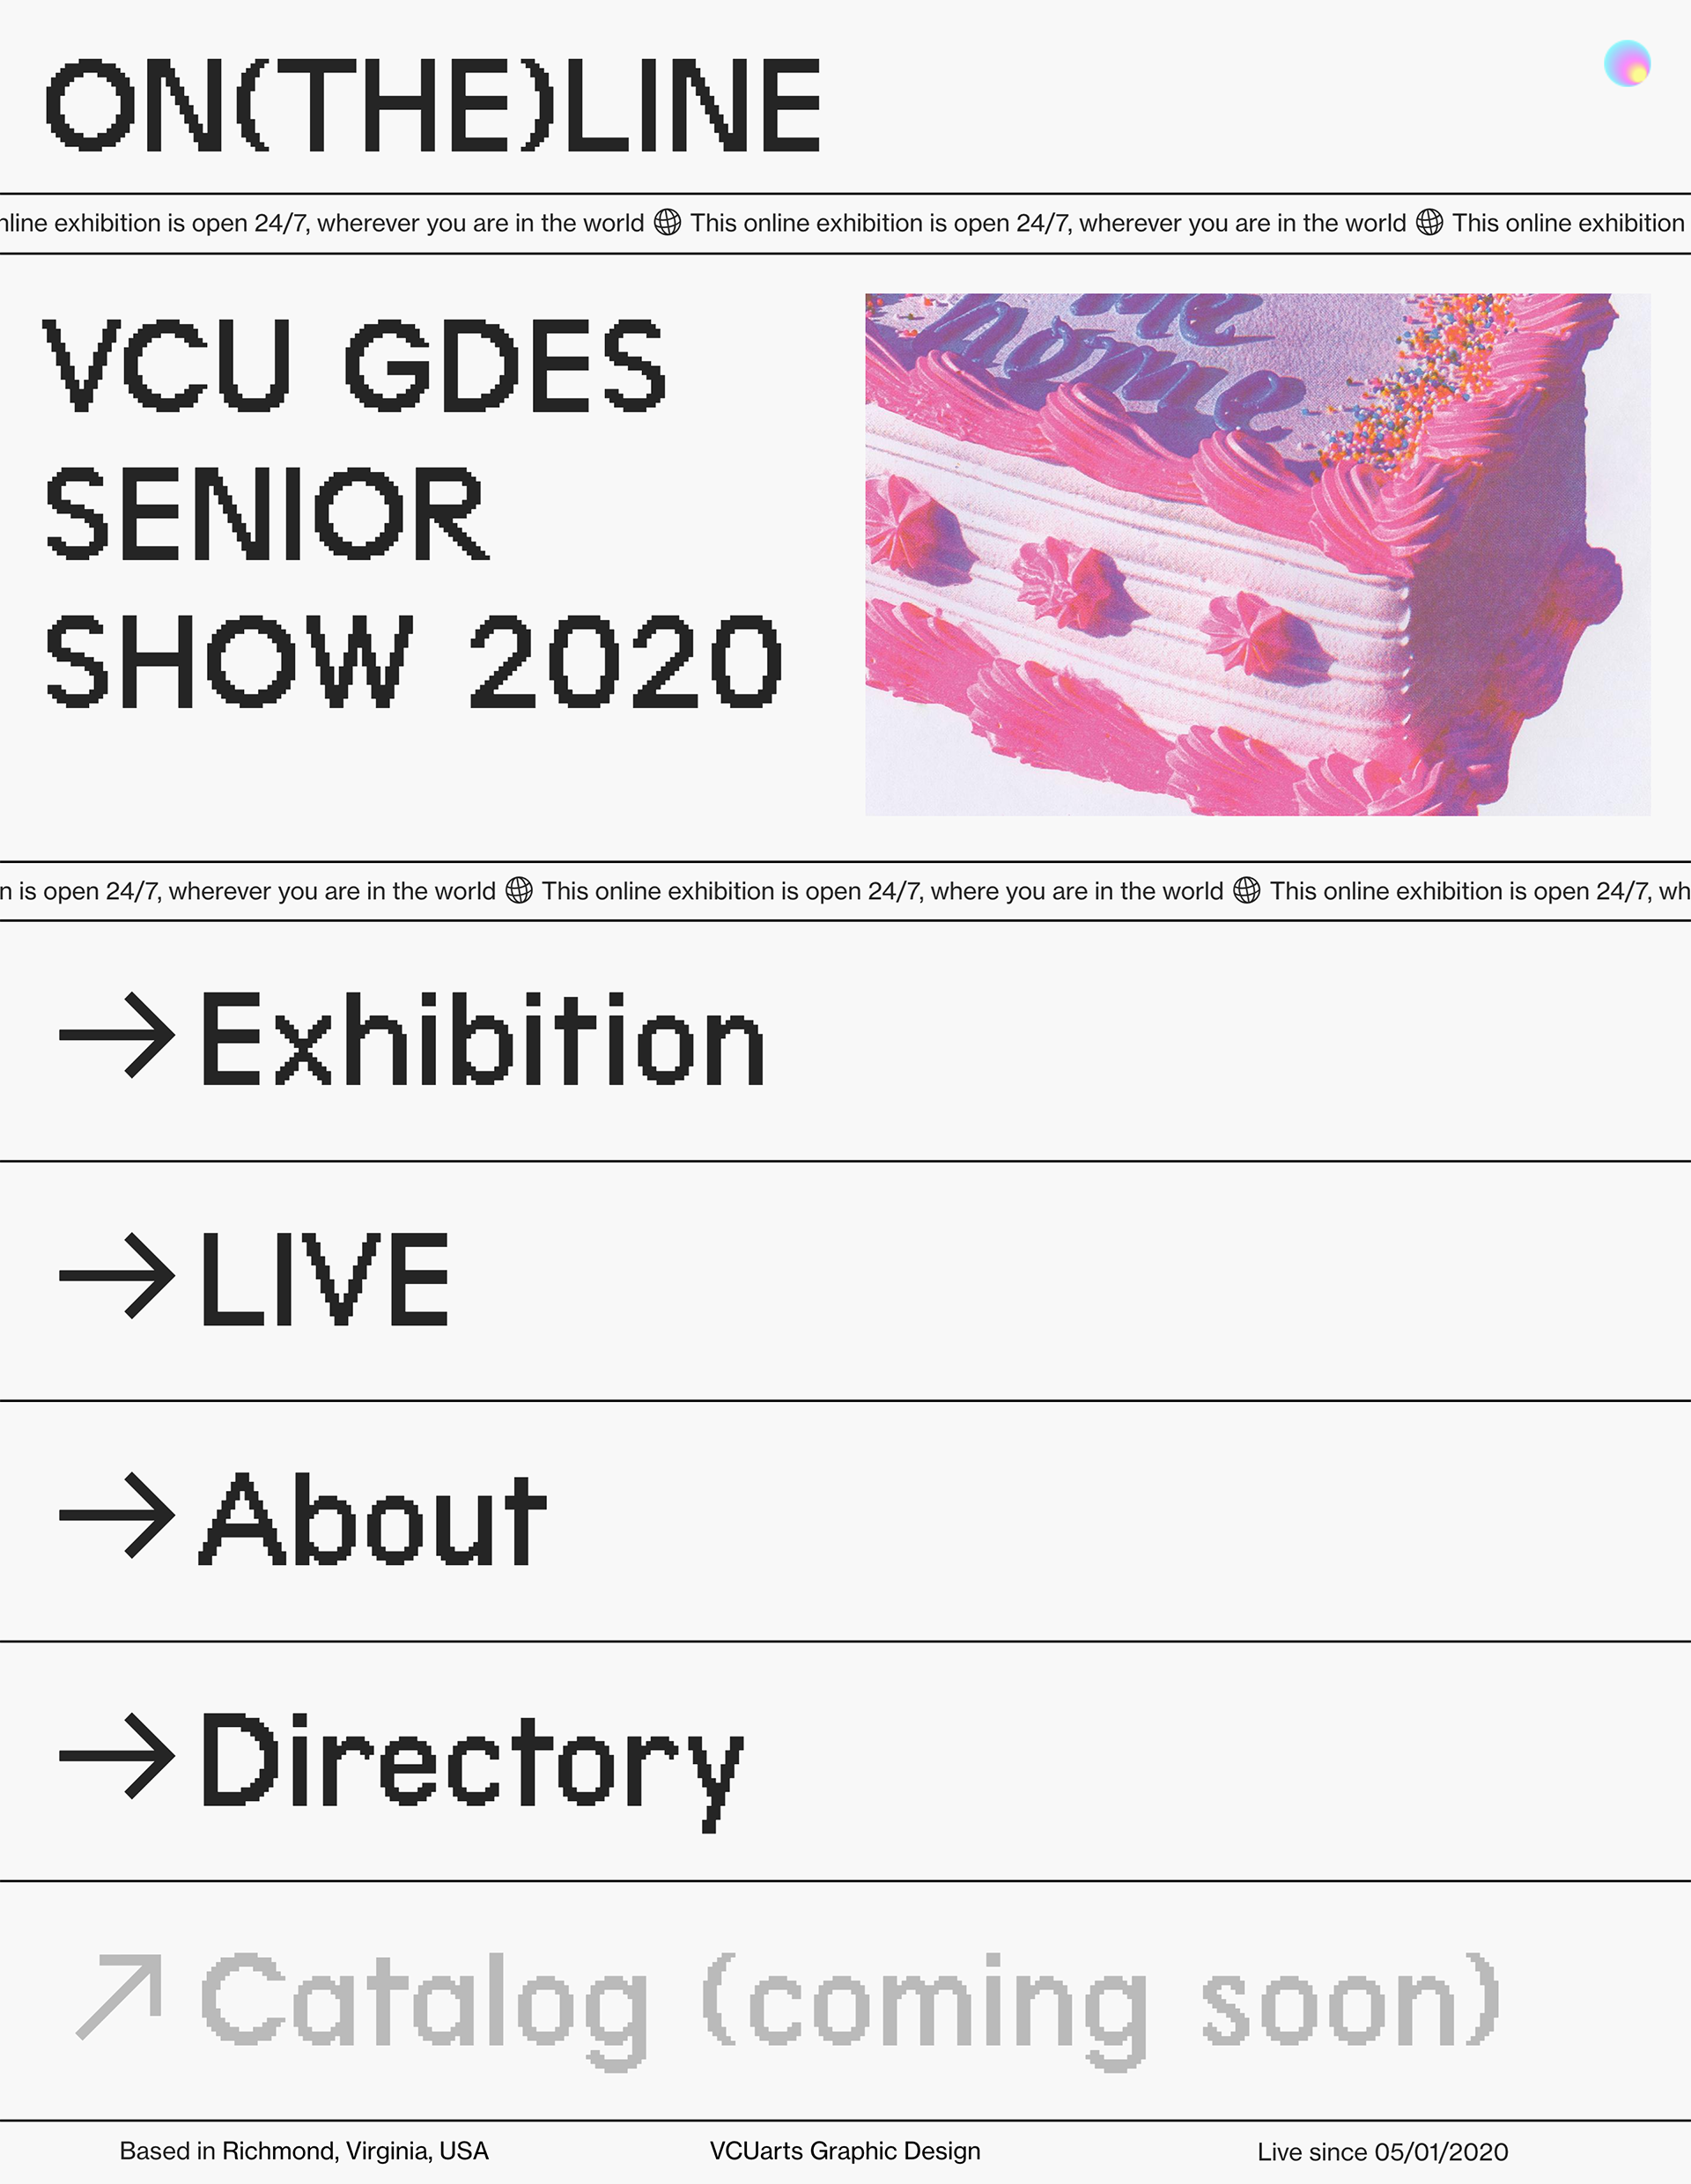 ON(THE)LINE
nline exhibition is open 24/7, wherever you are in the world This online exhibition is open 24/7, wherever you are in the world This online exhibition
VCU GDES
SENIOR
SHOW 2020
me
home
n is open 24/7, wherever you are in the world This online exhibition is open 24/7, where you are in the world This online exhibition is open 24/7, wh
→ Exhibition
→ LIVE
→ About
→ Directory
↗ Catalog (coming soon)
Based in Richmond, Virginia, USA VCUarts Graphic Design Live since 05/01/2020